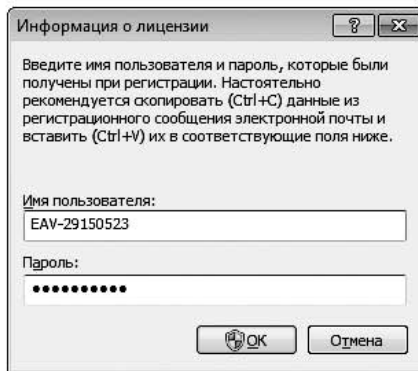 Информация о лицензии
Введите имя пользователя и пароль, которые были
получены при регистрации. Настоятельно
рекомендуется скопировать (Ctrl+C) данные из
регистрационного сообщения электронной почты и
вставить (Ctrl+V) их в соответствующие поля ниже.
Имя пользователя:
EAV-29150523
Пароль:
••••••••••
OK Отмена